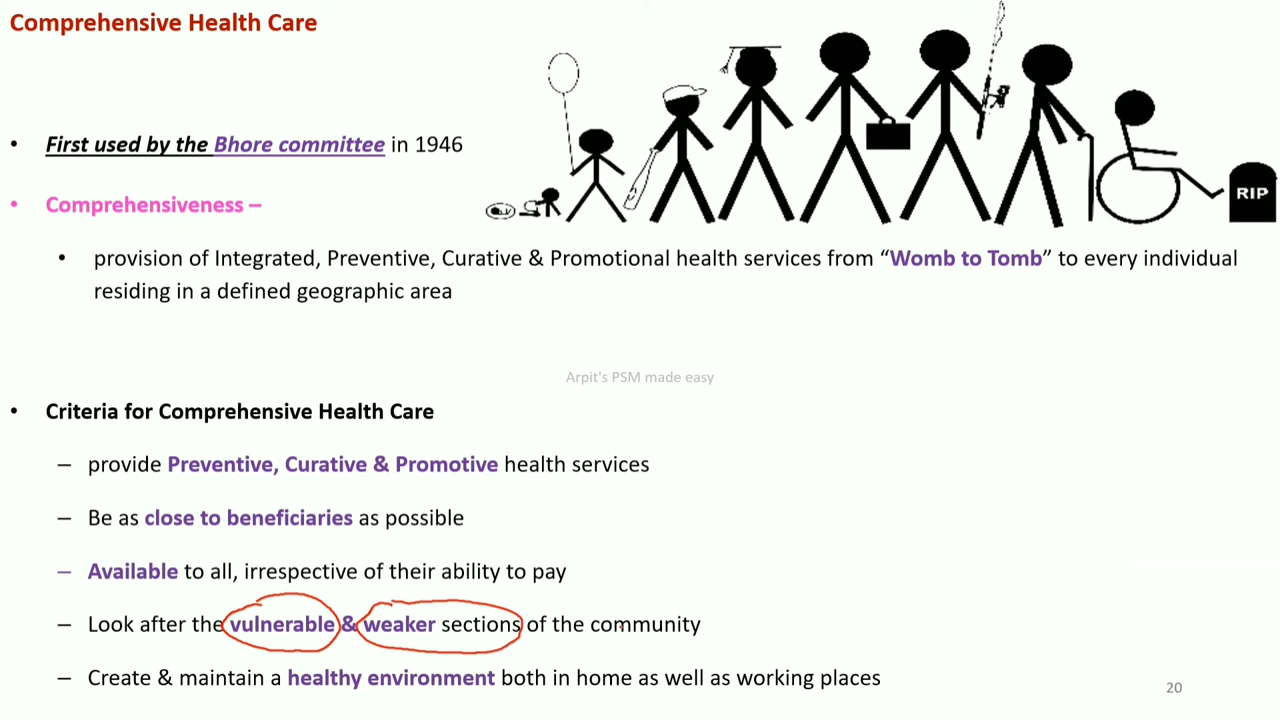 Comprehensive Health Care
• First used by the Bhore committee in 1946
RIP
• Comprehensiveness –
• provision of Integrated, Preventive, Curative & Promotional health services from “Womb to Tomb” to every individual
residing in a defined geographic area
Arpit's PSM made easy
• Criteria for Comprehensive Health Care
– provide Preventive, Curative & Promotive health services
– Be as close to beneficiaries as possible
– Available to all, irrespective of their ability to pay
– Look after the vulnerable & weaker sections of the community
– Create & maintain a healthy environment both in home as well as working places
20